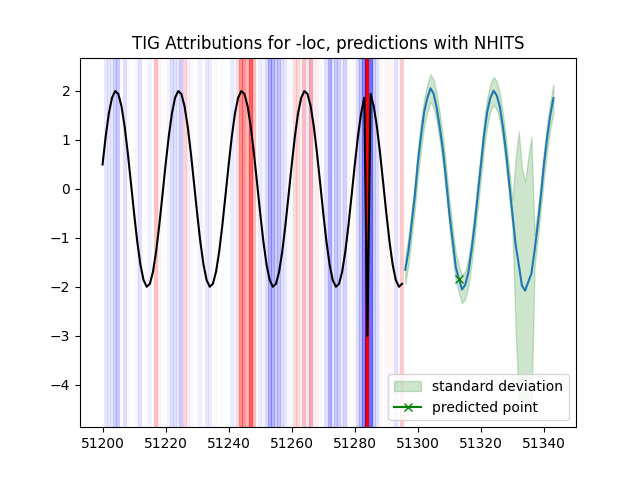 TIG Attributions for -loc, predictions with NHITS
2
1
0
−1
−2
−3
−4
standard deviation
predicted point
51200 51220 51240 51260 51280 51300 51320 51340